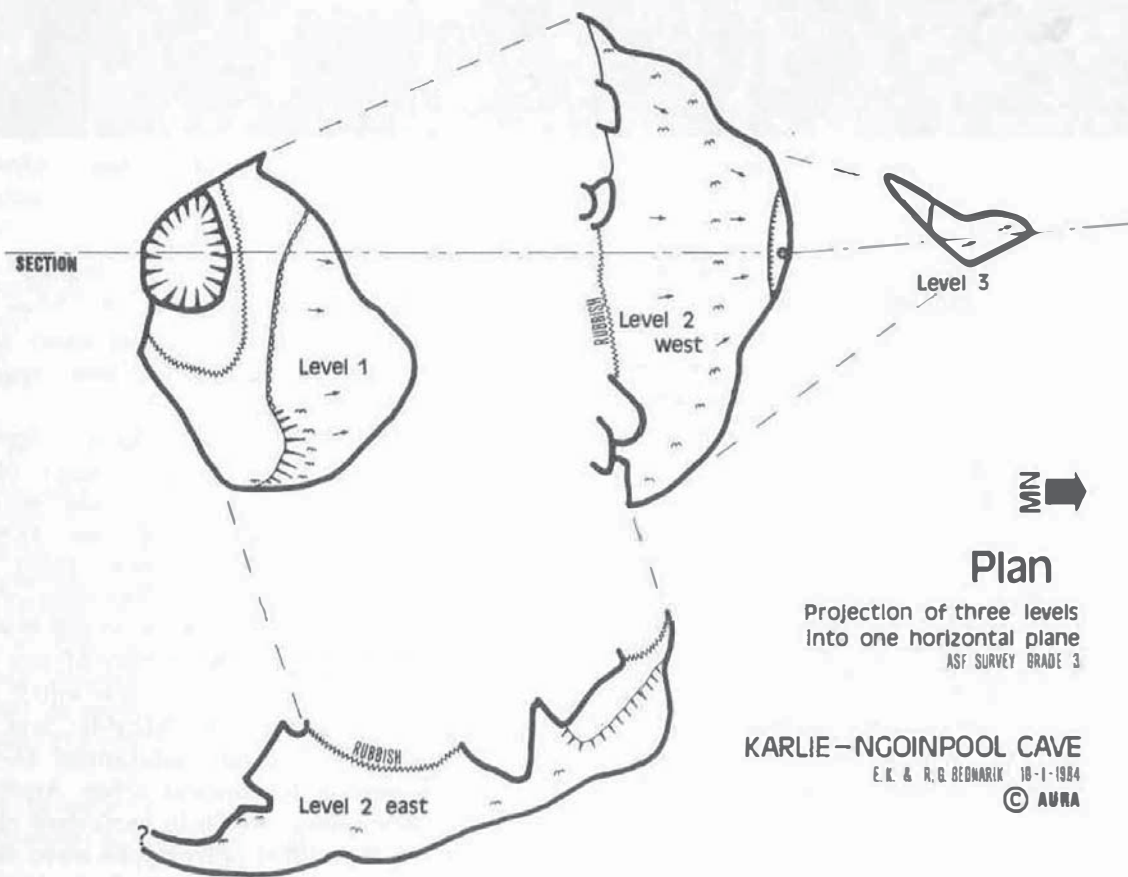 SECTION
Level 1
RUBBISH
Level 2
west
Level 3
MN
Plan
Projection of three levels
into one horizontal plane
ASF SURVEY GRADE 3
KARLIE-NGOINPOOL CAVE
E.K. & R.G. BEDNARIK 18-1-1984
© AURA
RUBBISH
Level 2 east
?